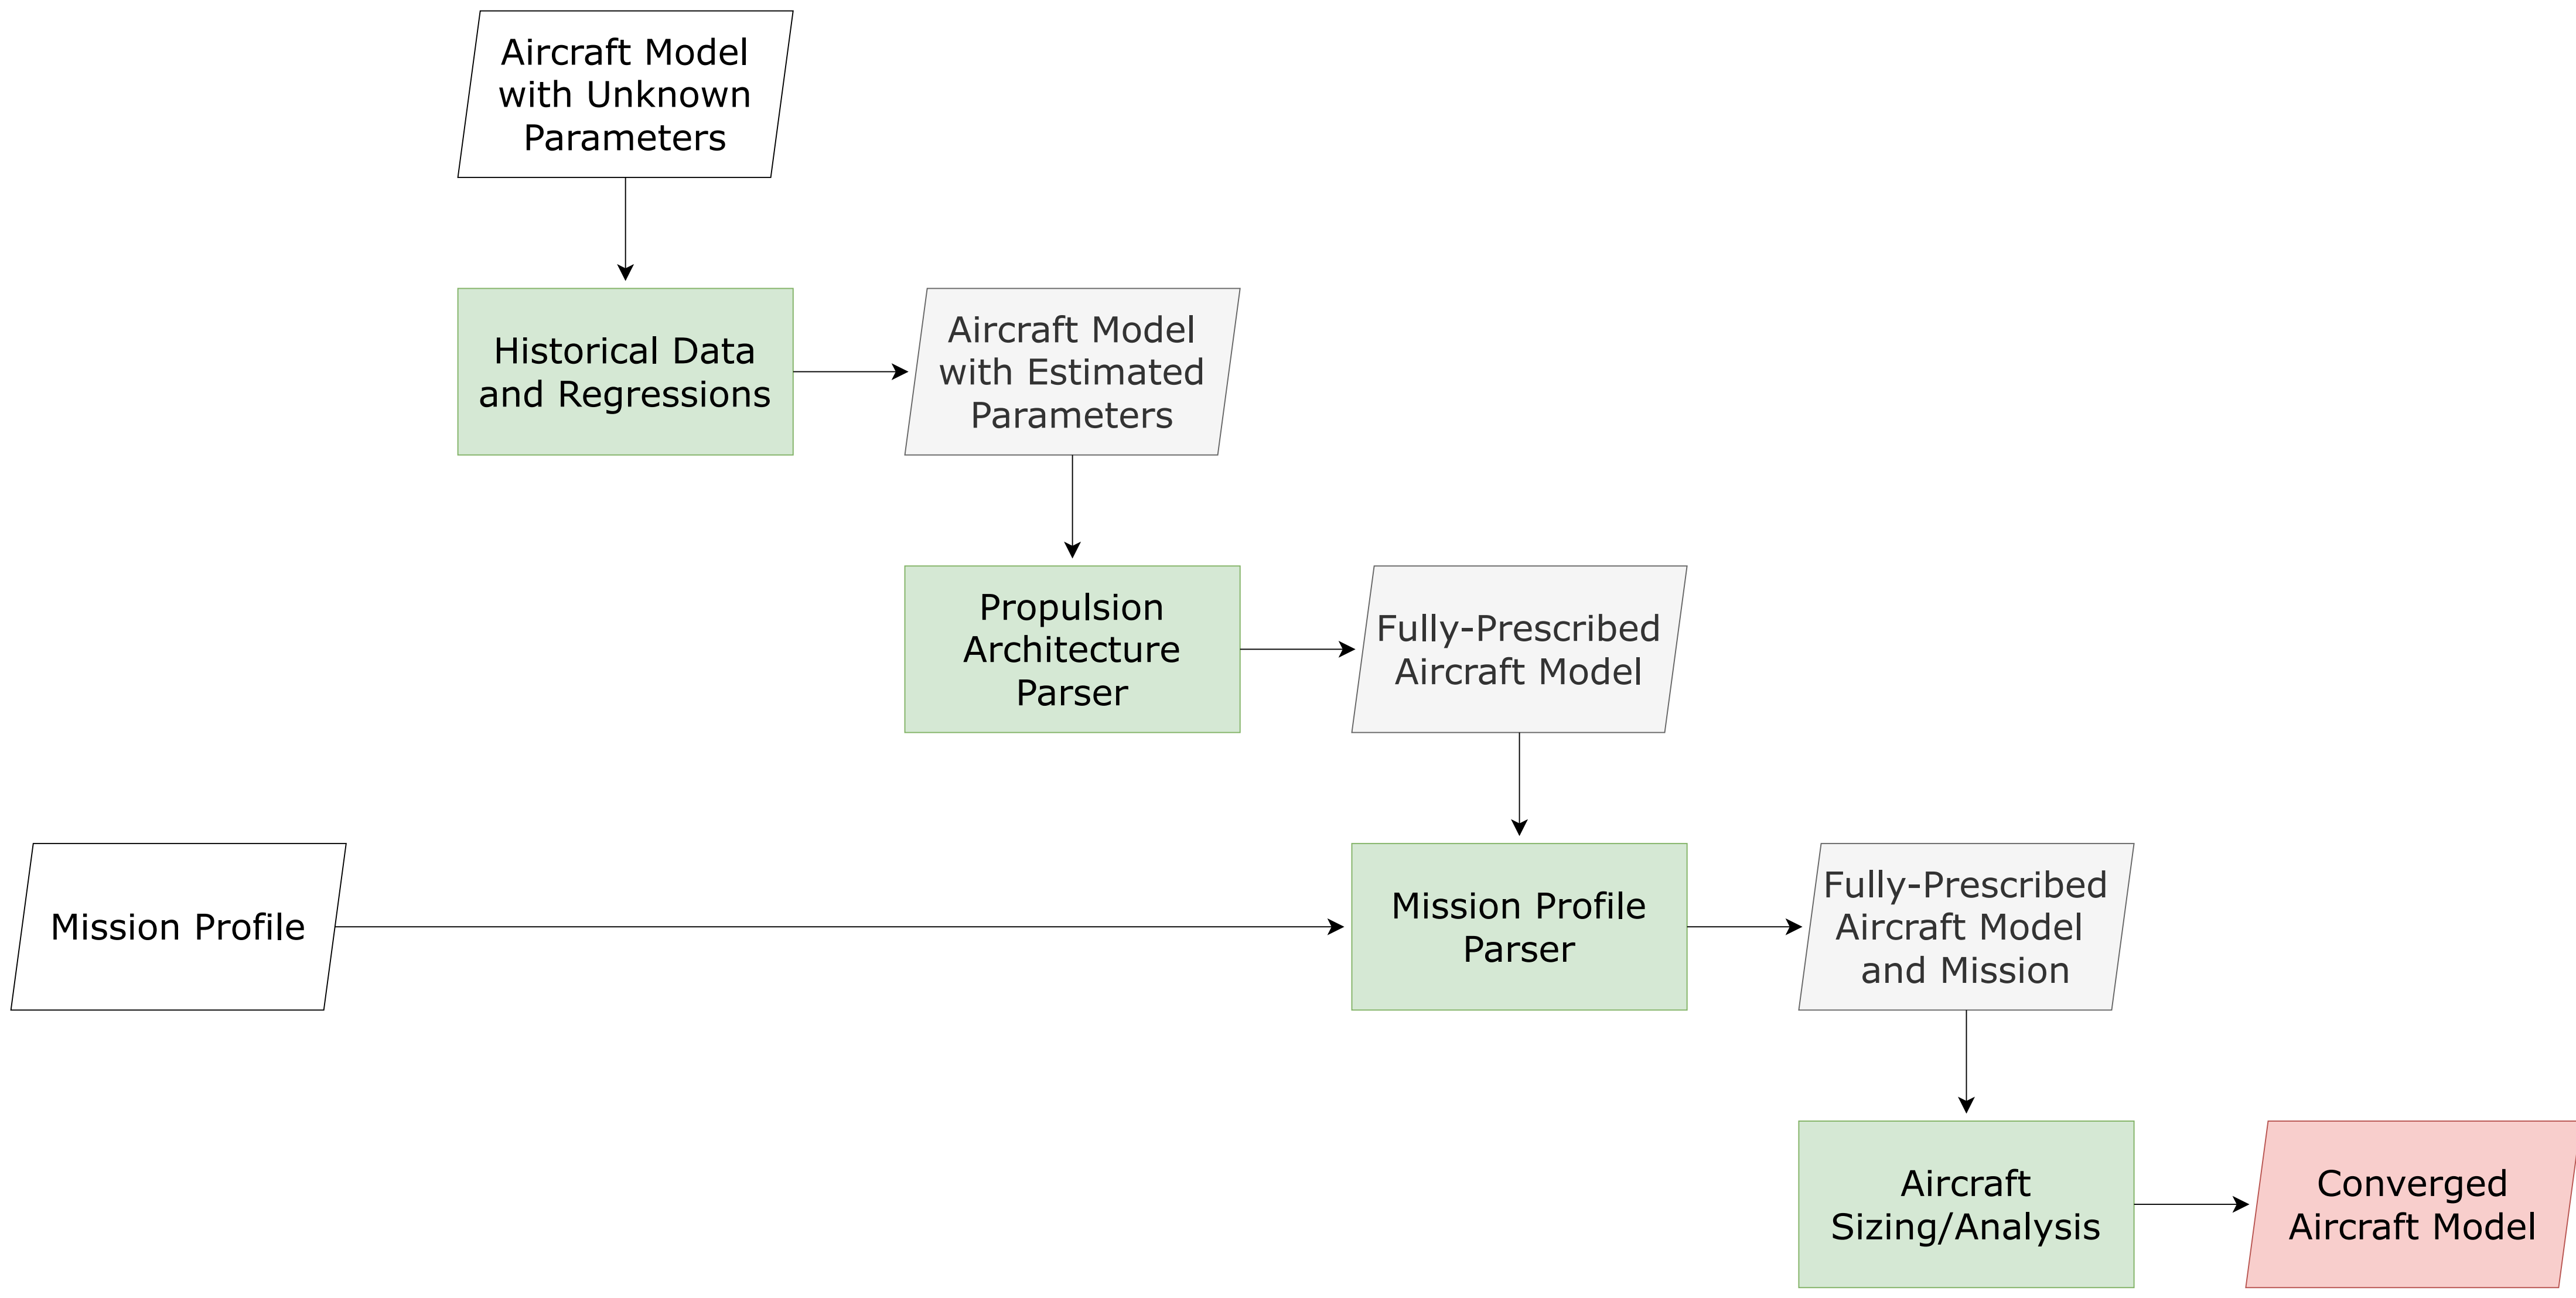 Aircraft Model
with Unknown
Parameters
Historical Data
and Regressions
Aircraft Model
with Estimated
Parameters
Propulsion
Architecture
Parser
Fully-Prescribed
Aircraft Model
Mission Profile
Mission Profile
Parser
Fully-Prescribed
Aircraft Model
and Mission
Aircraft
Sizing/Analysis
Converged
Aircraft Model